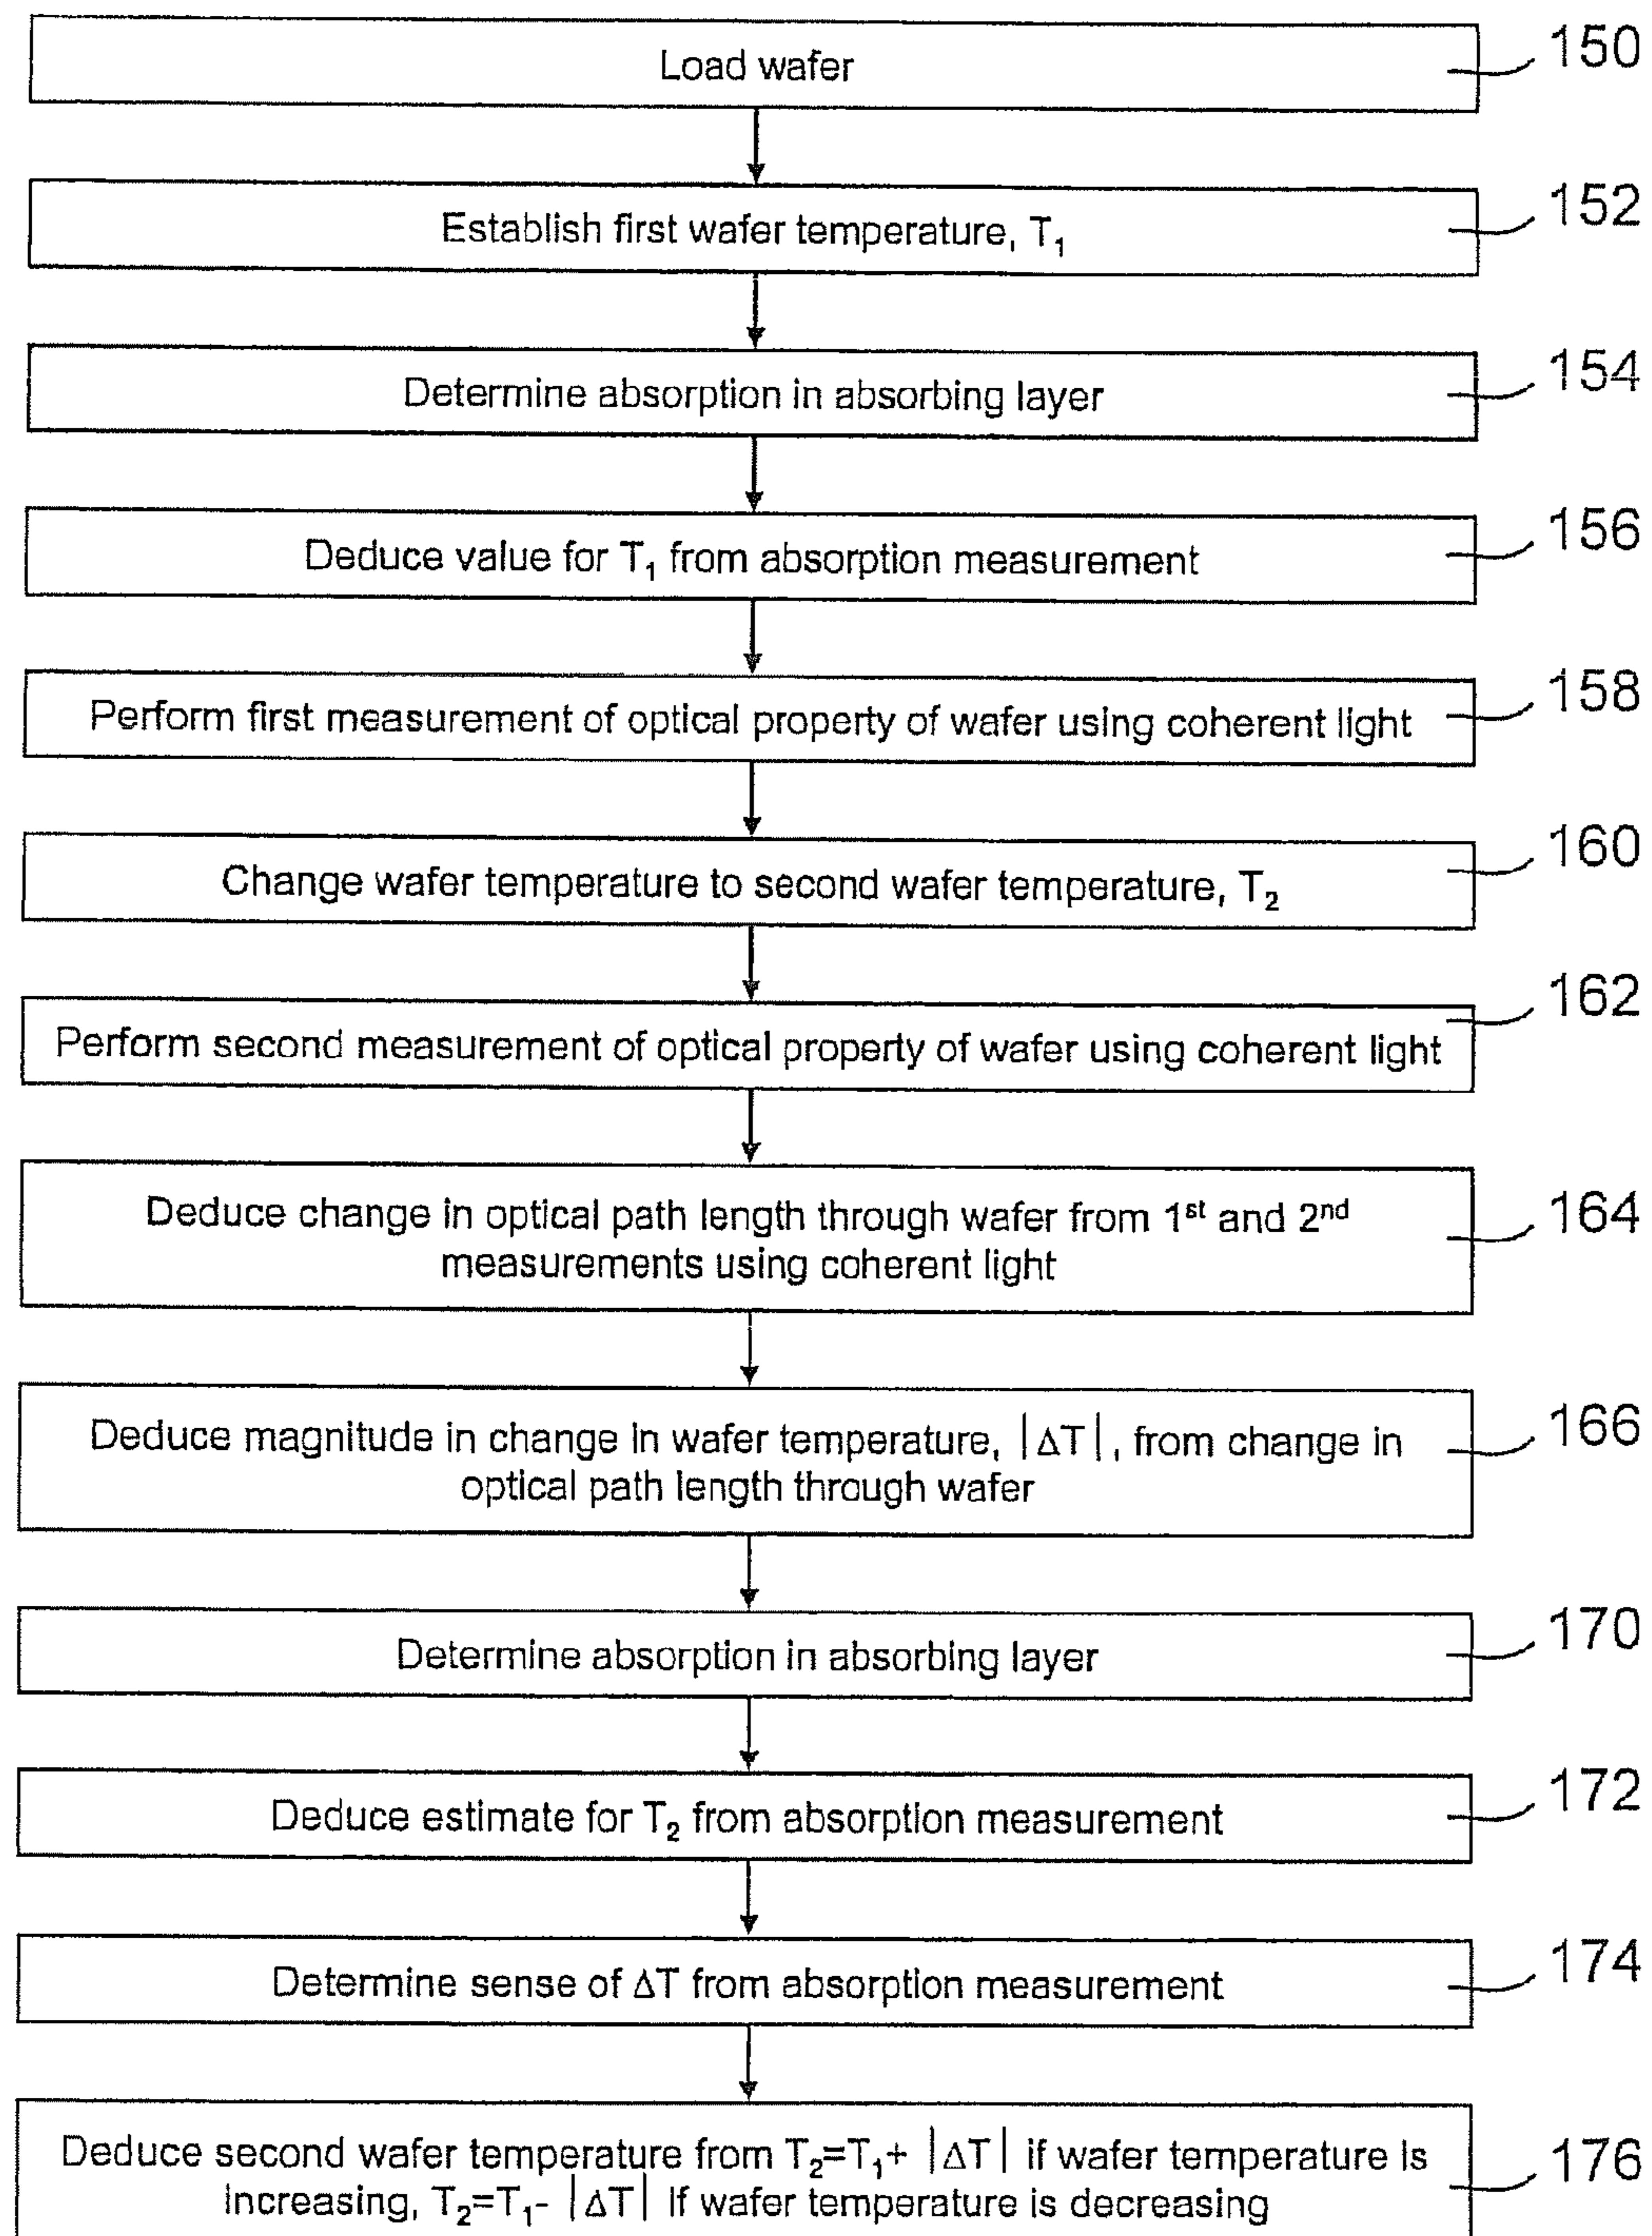 Load wafer
150
Establish first wafer temperature, T₁
152
Determine absorption in absorbing layer
154
Deduce value for T₁ from absorption measurement
156
Perform first measurement of optical property of wafer using coherent light
158
Change wafer temperature to second wafer temperature, T₂
160
Perform second measurement of optical property of wafer using coherent light
162
Deduce change in optical path length through wafer from 1ˢᵗ and 2ⁿᵈ
measurements using coherent light
164
Deduce magnitude in change in wafer temperature, |ΔT|, from change in
optical path length through wafer
166
Determine absorption in absorbing layer
170
Deduce estimate for T₂ from absorption measurement
172
Determine sense of ΔT from absorption measurement
174
Deduce second wafer temperature from T₂=T₁+ |ΔT| if wafer temperature is
increasing, T₂=T₁- |ΔT| if wafer temperature is decreasing
176